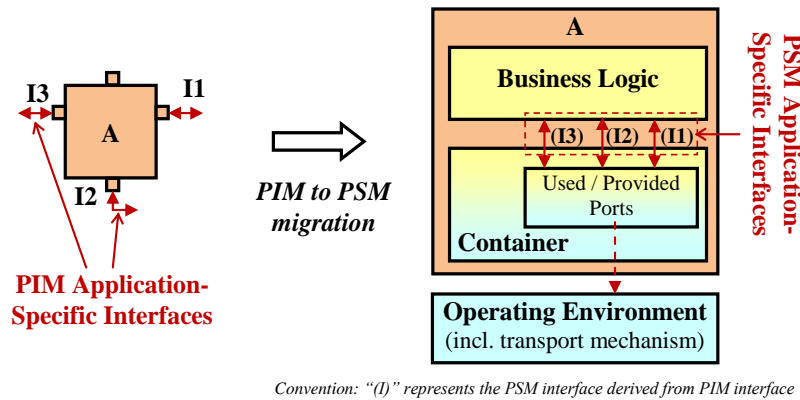 I3
I1
A
I2
PIM Application-
Specific Interfaces
PIM to PSM
migration
A
Business Logic
(I3)
(I2)
(I1)
Used / Provided
Ports
Container
PSM Application-
Specific Interfaces
Operating Environment
(incl. transport mechanism)
Convention: “(I)” represents the PSM interface derived from PIM interface